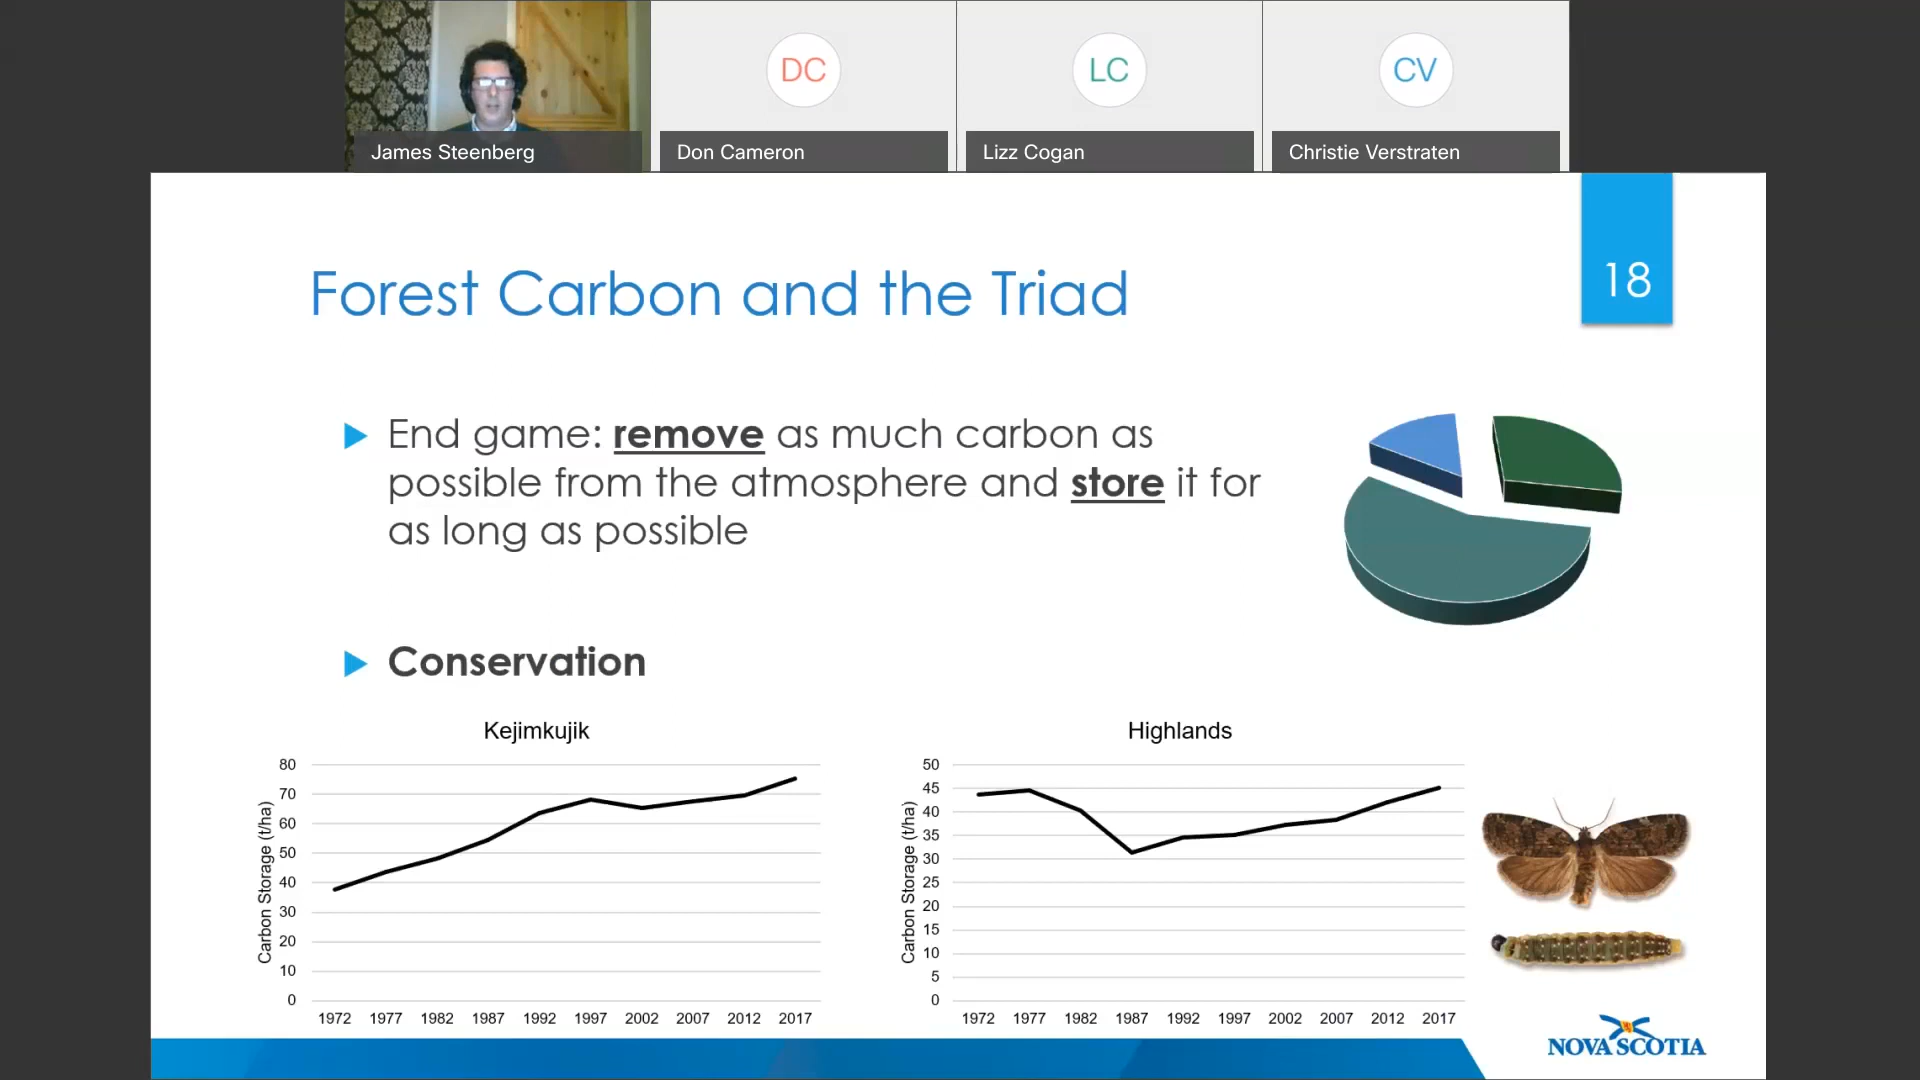 DC
LC
CV
James Steenberg
Don Cameron
Lizz Cogan
Christie Verstraten
Forest Carbon and the Triad
18
End game: remove as much carbon as
possible from the atmosphere and store it for
as long as possible
Conservation
Kejimkujik
Carbon Storage (t/ha)
80
70
60
50
40
30
20
10
0
1972 1977 1982 1987 1992 1997 2002 2007 2012 2017
Highlands
Carbon Storage (t/ha)
50
45
40
35
30
25
20
15
10
5
0
1972 1977 1982 1987 1992 1997 2002 2007 2012 2017
NOVA SCOTIA